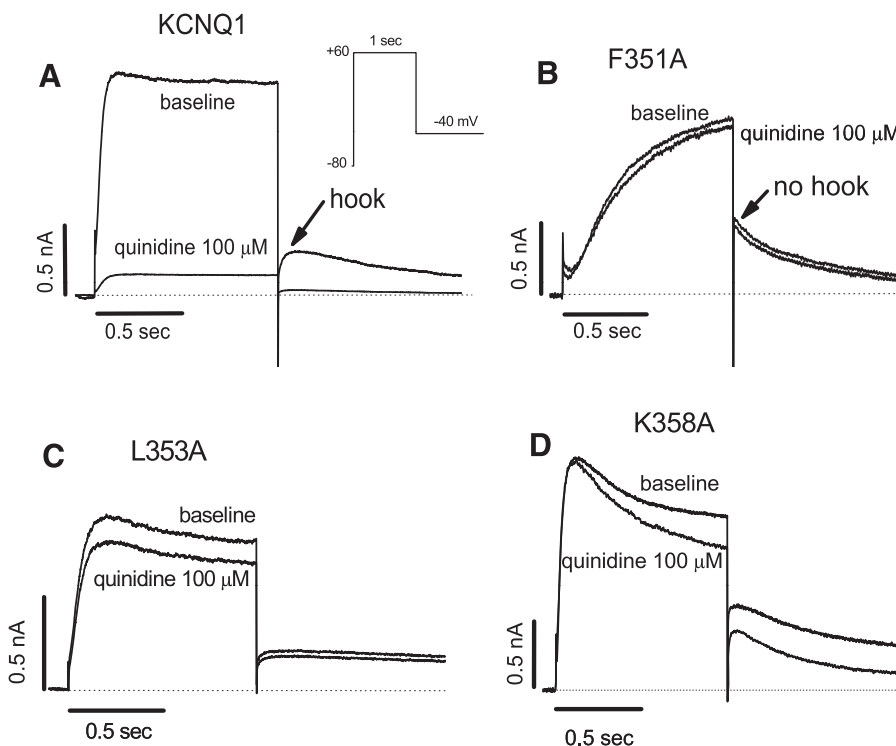 KCNQ1
A
+60
1 sec
-40 mV
-80
baseline
hook
quinidine 100 μM
0.5 nA
0.5 sec
B
F351A
baseline
quinidine 100 μM
no hook
0.5 nA
0.5 sec
C
L353A
baseline
quinidine 100 μM
0.5 nA
0.5 sec
D
K358A
baseline
quinidine 100 μM
0.5 nA
0.5 sec